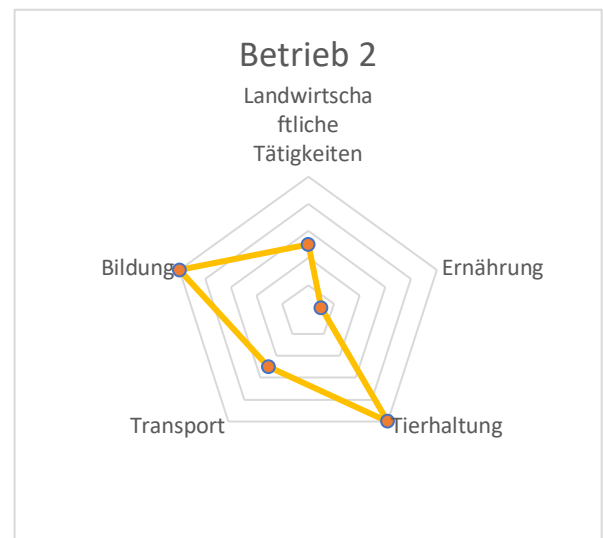 Betrieb 2
Landwirtscha
ftliche
Tätigkeiten
Bildung
Ernährung
Transport
Tierhaltung